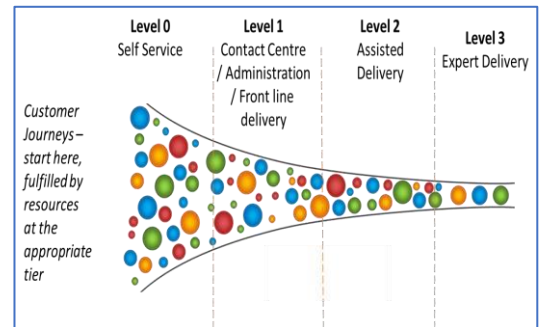 Level 0
Self Service
Level 1
Contact Centre
/ Administration
/ Front line
delivery
Level 2
Assisted
Delivery
Level 3
Expert Delivery
Customer
Journeys –
start here,
fulfilled by
resources
at the
appropriate
tier